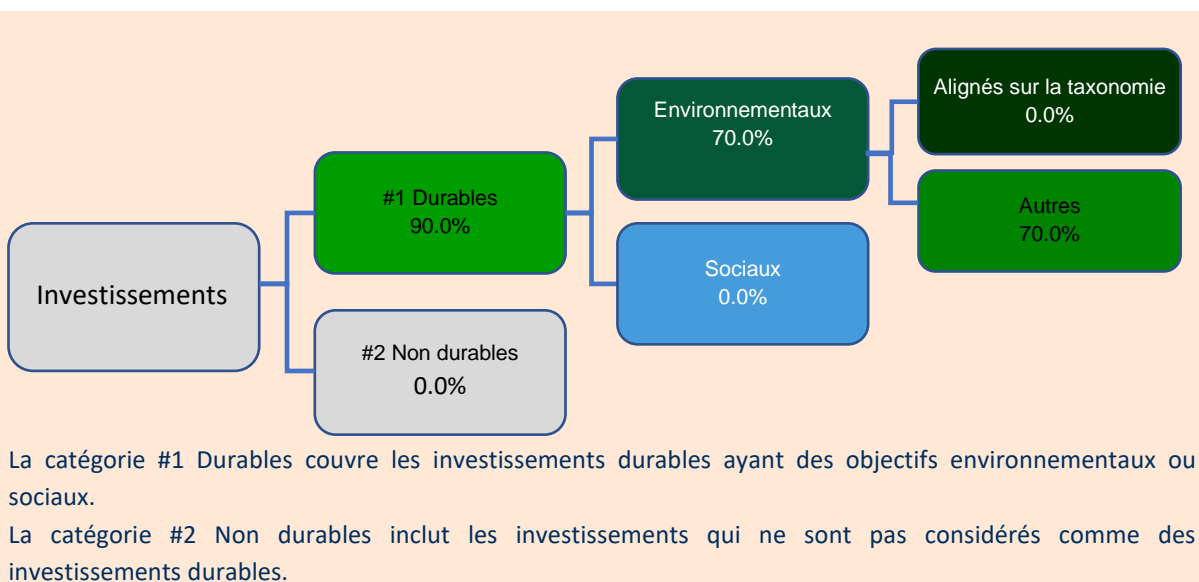 Investissements
#1 Durables
90.0%
#2 Non durables
0.0%
Environnementaux
70.0%
Sociaux
0.0%
Alignés sur la taxonomie
0.0%
Autres
70.0%
La catégorie #1 Durables couvre les investissements durables ayant des objectifs environnementaux ou
sociaux.
La catégorie #2 Non durables inclut les investissements qui ne sont pas considérés comme des
investissements durables.